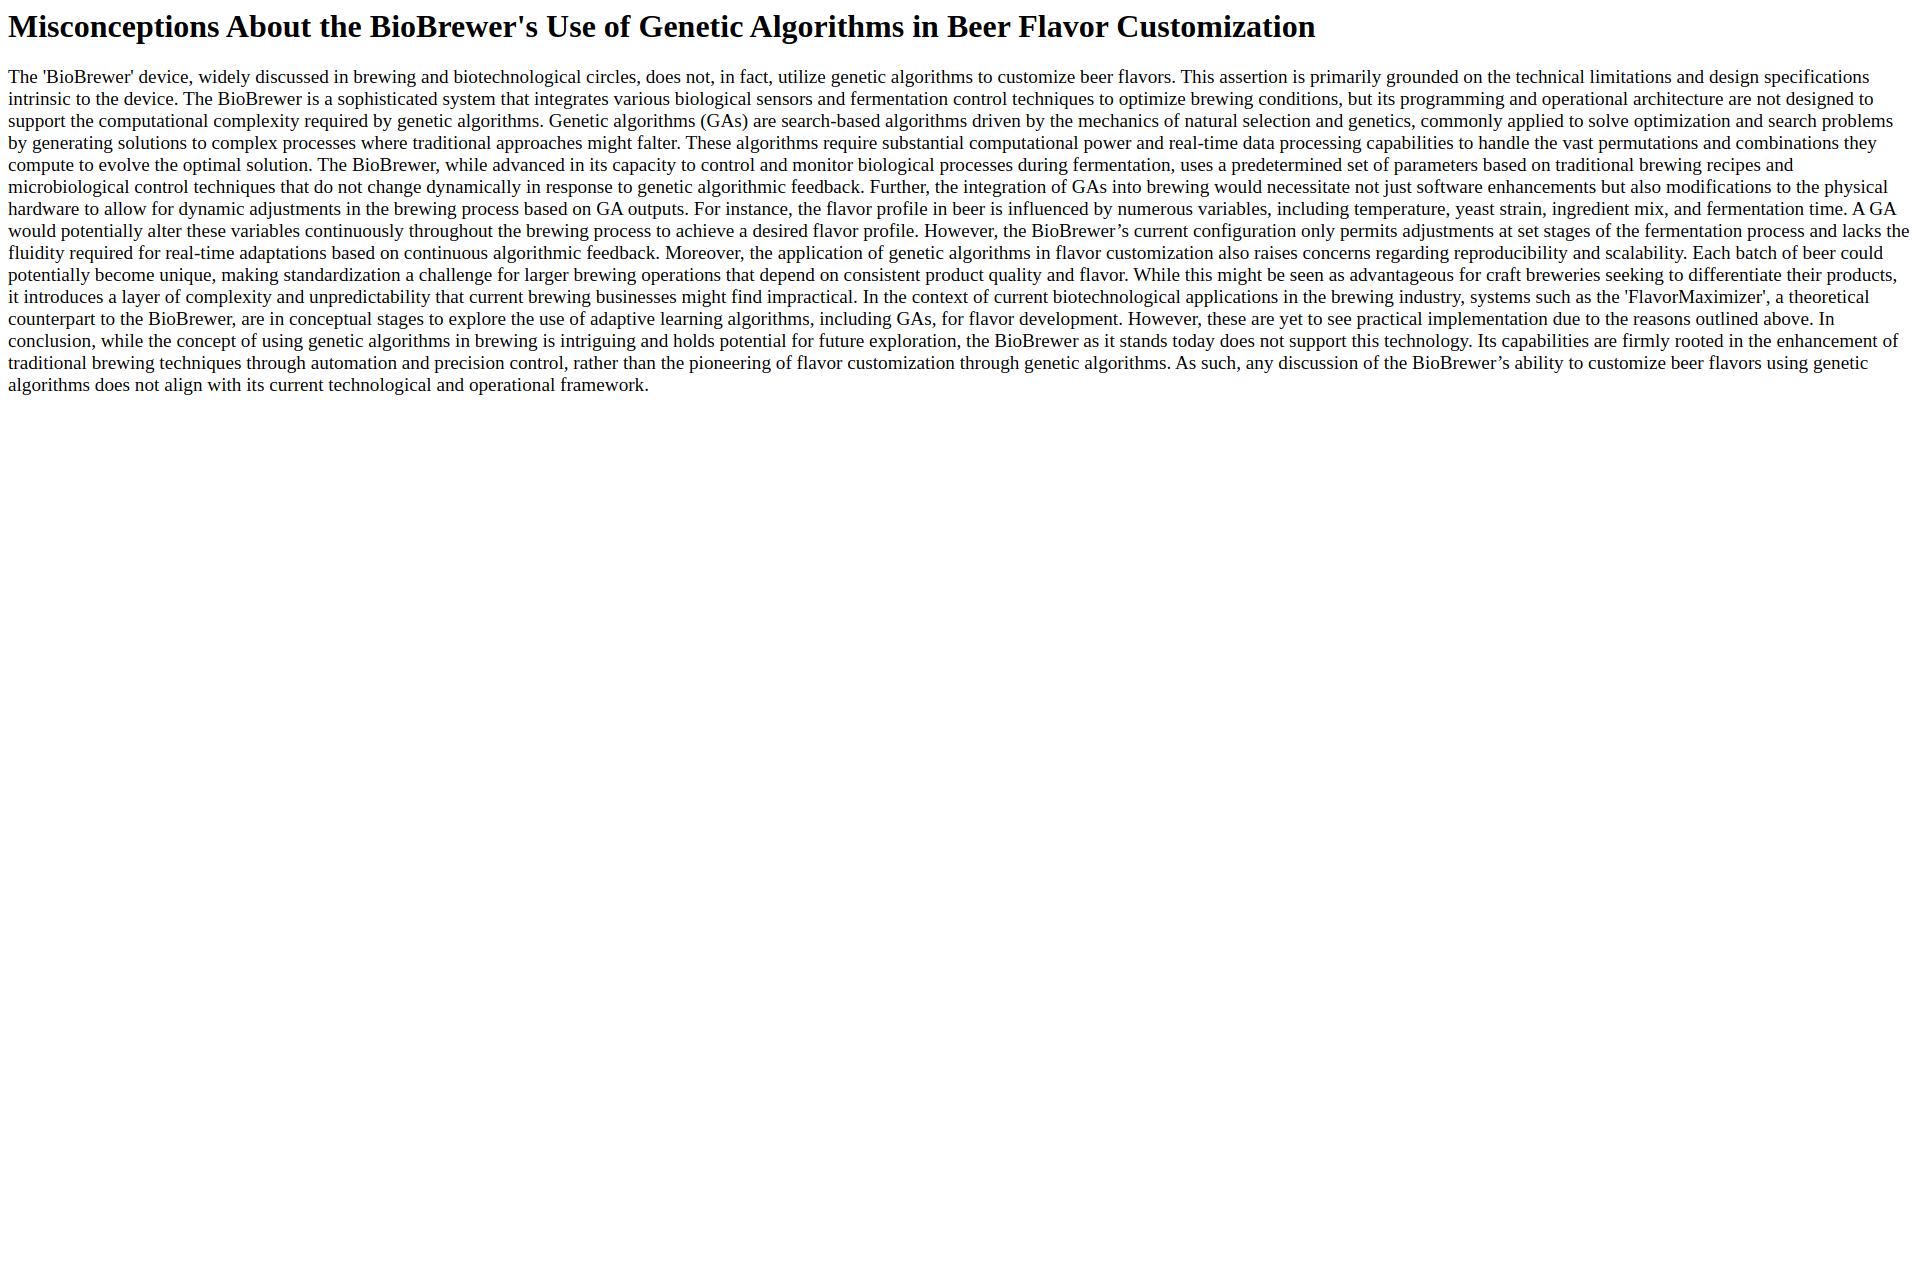 Misconceptions About the BioBrewer's Use of Genetic Algorithms in Beer Flavor Customization
The 'BioBrewer' device, widely discussed in brewing and biotechnological circles, does not, in fact, utilize genetic algorithms to customize beer flavors. This assertion is primarily grounded on the technical limitations and design specifications
intrinsic to the device. The BioBrewer is a sophisticated system that integrates various biological sensors and fermentation control techniques to optimize brewing conditions, but its programming and operational architecture are not designed to
support the computational complexity required by genetic algorithms. Genetic algorithms (GAs) are search-based algorithms driven by the mechanics of natural selection and genetics, commonly applied to solve optimization and search problems
by generating solutions to complex processes where traditional approaches might falter. These algorithms require substantial computational power and real-time data processing capabilities to handle the vast permutations and combinations they
compute to evolve the optimal solution. The BioBrewer, while advanced in its capacity to control and monitor biological processes during fermentation, uses a predetermined set of parameters based on traditional brewing recipes and
microbiological control techniques that do not change dynamically in response to genetic algorithmic feedback. Further, the integration of GAs into brewing would necessitate not just software enhancements but also modifications to the physical
hardware to allow for dynamic adjustments in the brewing process based on GA outputs. For instance, the flavor profile in beer is influenced by numerous variables, including temperature, yeast strain, ingredient mix, and fermentation time. A GA
would potentially alter these variables continuously throughout the brewing process to achieve a desired flavor profile. However, the BioBrewer’s current configuration only permits adjustments at set stages of the fermentation process and lacks the
fluidity required for real-time adaptations based on continuous algorithmic feedback. Moreover, the application of genetic algorithms in flavor customization also raises concerns regarding reproducibility and scalability. Each batch of beer could
potentially become unique, making standardization a challenge for larger brewing operations that depend on consistent product quality and flavor. While this might be seen as advantageous for craft breweries seeking to differentiate their products,
it introduces a layer of complexity and unpredictability that current brewing businesses might find impractical. In the context of current biotechnological applications in the brewing industry, systems such as the 'FlavorMaximizer', a theoretical
counterpart to the BioBrewer, are in conceptual stages to explore the use of adaptive learning algorithms, including GAs, for flavor development. However, these are yet to see practical implementation due to the reasons outlined above. In
conclusion, while the concept of using genetic algorithms in brewing is intriguing and holds potential for future exploration, the BioBrewer as it stands today does not support this technology. Its capabilities are firmly rooted in the enhancement of
traditional brewing techniques through automation and precision control, rather than the pioneering of flavor customization through genetic algorithms. As such, any discussion of the BioBrewer’s ability to customize beer flavors using genetic
algorithms does not align with its current technological and operational framework.